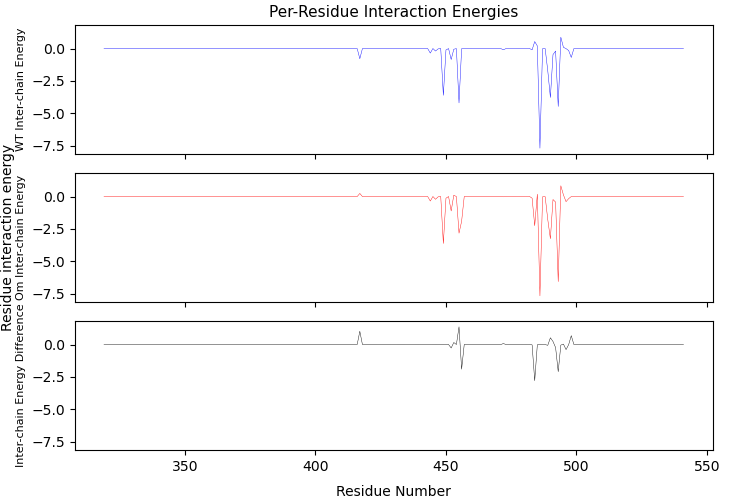 Per-Residue Interaction Energies
Residue interaction energy
WT Inter-chain Energy
0.0
−2.5
−5.0
−7.5
Om Inter-chain Energy
0.0
−2.5
−5.0
−7.5
Inter-chain Energy Difference
0.0
−2.5
−5.0
−7.5
350 400 450 500 550
Residue Number